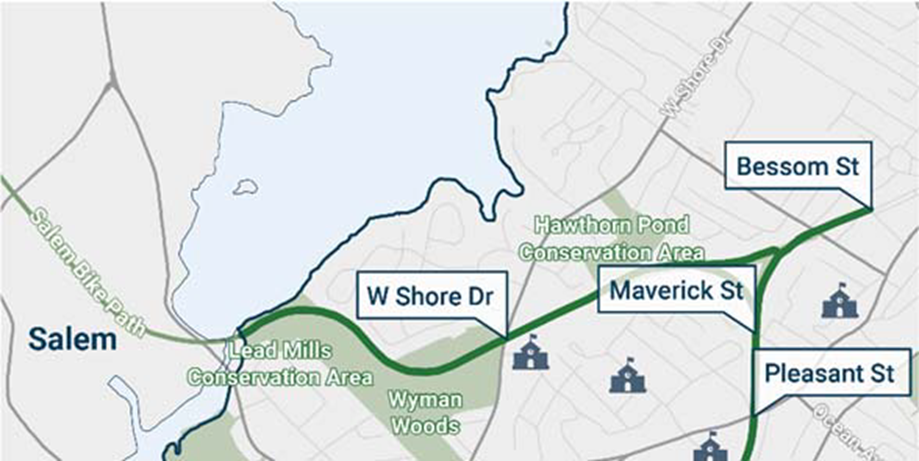 W Shore Dr
Bessom St
Salem Bike Path
Hawthorn Pond
Conservation Area
W Shore Dr
Maverick St
Salem
Lead Mills
Conservation Area
Pleasant St
Wyman
Woods
Ocean